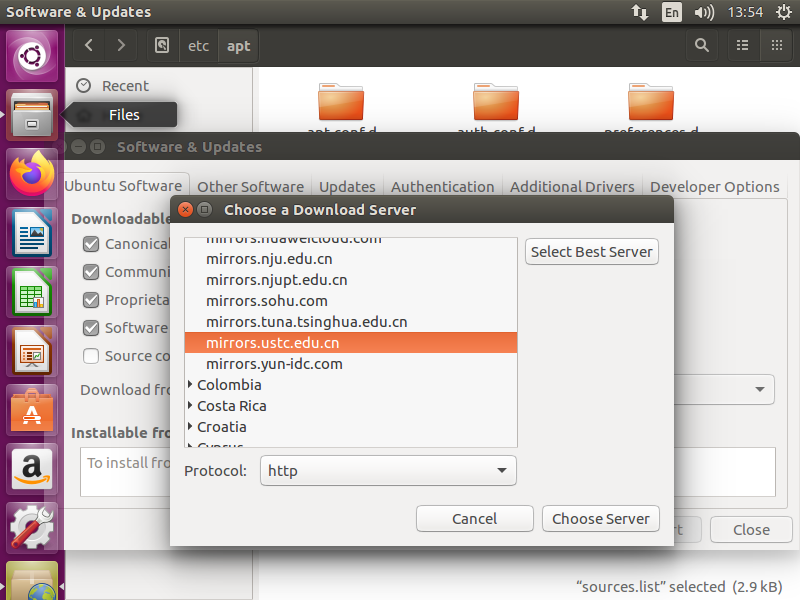 Software & Updates
En
13:54
etc
apt
Recent
Files
apt.conf.d
auth.conf.d
preferences.d
Software & Updates
Ubuntu Software
Other Software
Updates
Authentication
Additional Drivers
Developer Options
Choose a Download Server
Downloadable
Canonical
Communi
Proprieta
Software
Source co
Download fro
Installable fro
To install fro
mirrors.huaweicloud.com
mirrors.nju.edu.cn
mirrors.njupt.edu.cn
mirrors.sohu.com
mirrors.tuna.tsinghua.edu.cn
mirrors.ustc.edu.cn
mirrors.yun-idc.com
Colombia
Costa Rica
Croatia
Cyprus
Select Best Server
Protocol:
http
Cancel
Choose Server
rt
Close
“sources.list” selected (2.9 kB)